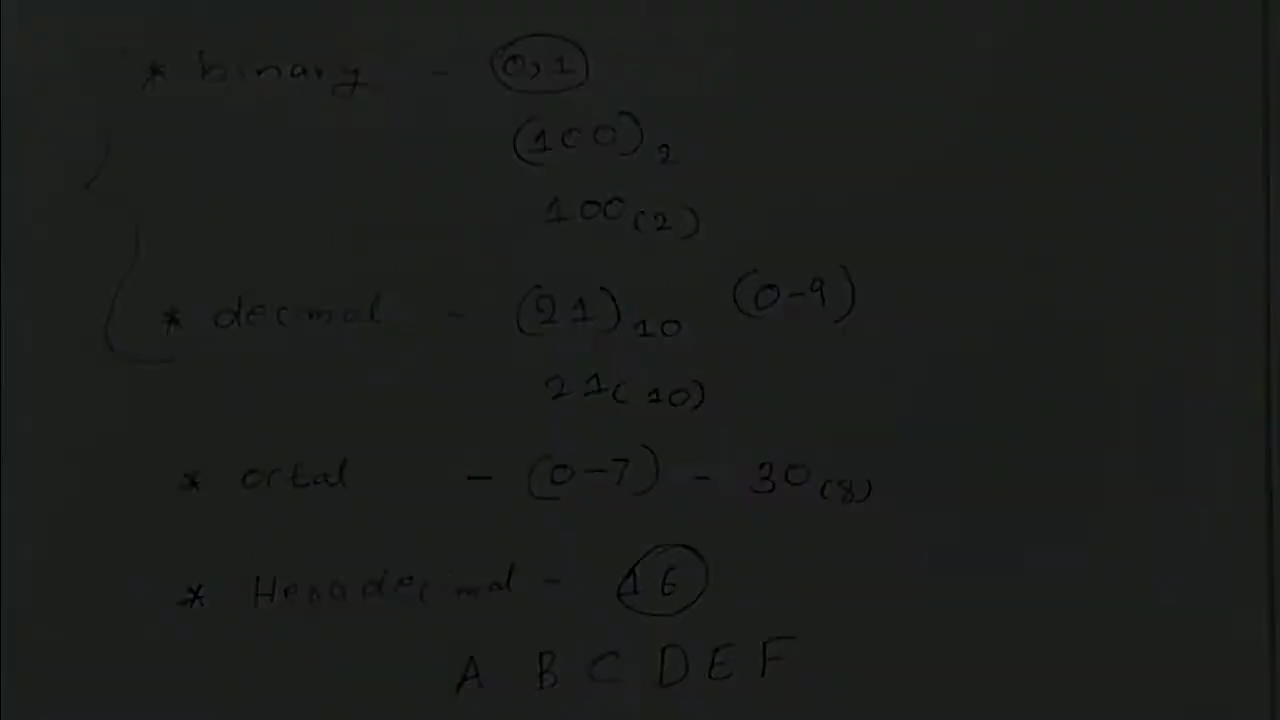 * binary - 0,1
(100)2
100(2)
* decimal - (21)10 (0-9)
21(10)
* octal - (0-7) - 30(8)
* Hexadecimal - 16
A B C D E F